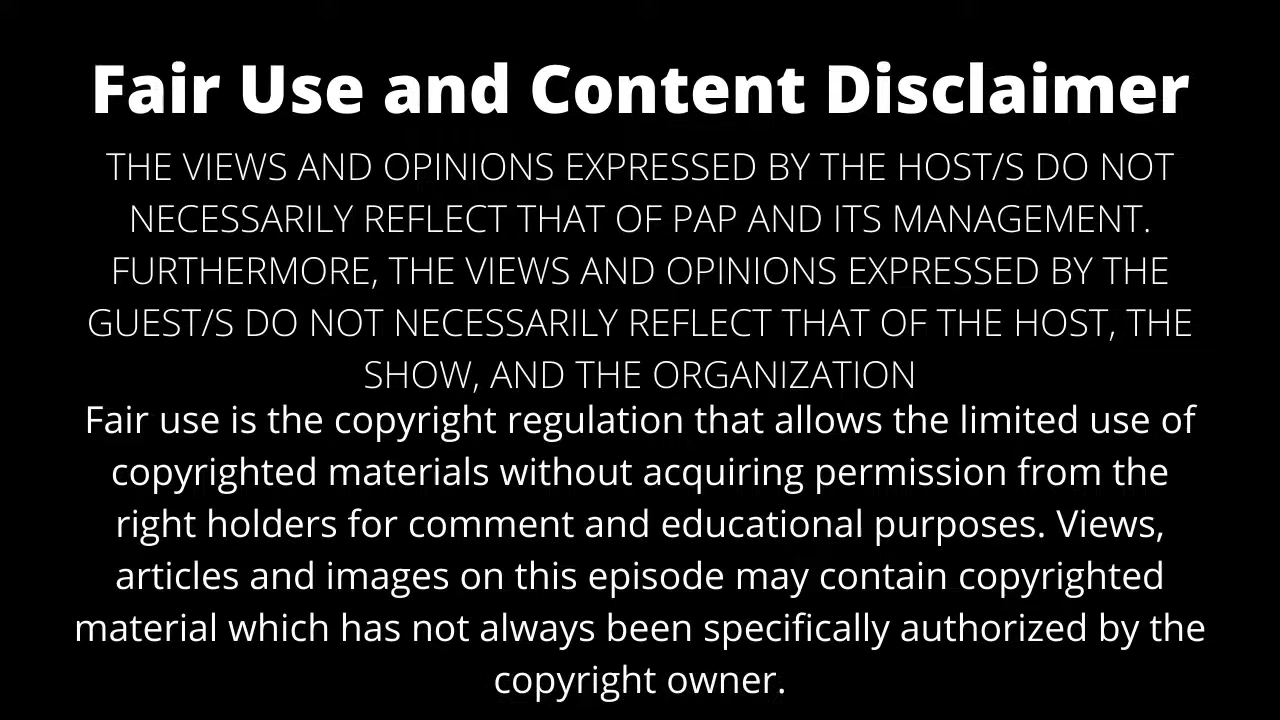 Fair Use and Content Disclaimer
THE VIEWS AND OPINIONS EXPRESSED BY THE HOST/S DO NOT
NECESSARILY REFLECT THAT OF PAP AND ITS MANAGEMENT.
FURTHERMORE, THE VIEWS AND OPINIONS EXPRESSED BY THE
GUEST/S DO NOT NECESSARILY REFLECT THAT OF THE HOST, THE
SHOW, AND THE ORGANIZATION
Fair use is the copyright regulation that allows the limited use of
copyrighted materials without acquiring permission from the
right holders for comment and educational purposes. Views,
articles and images on this episode may contain copyrighted
material which has not always been specifically authorized by the
copyright owner.